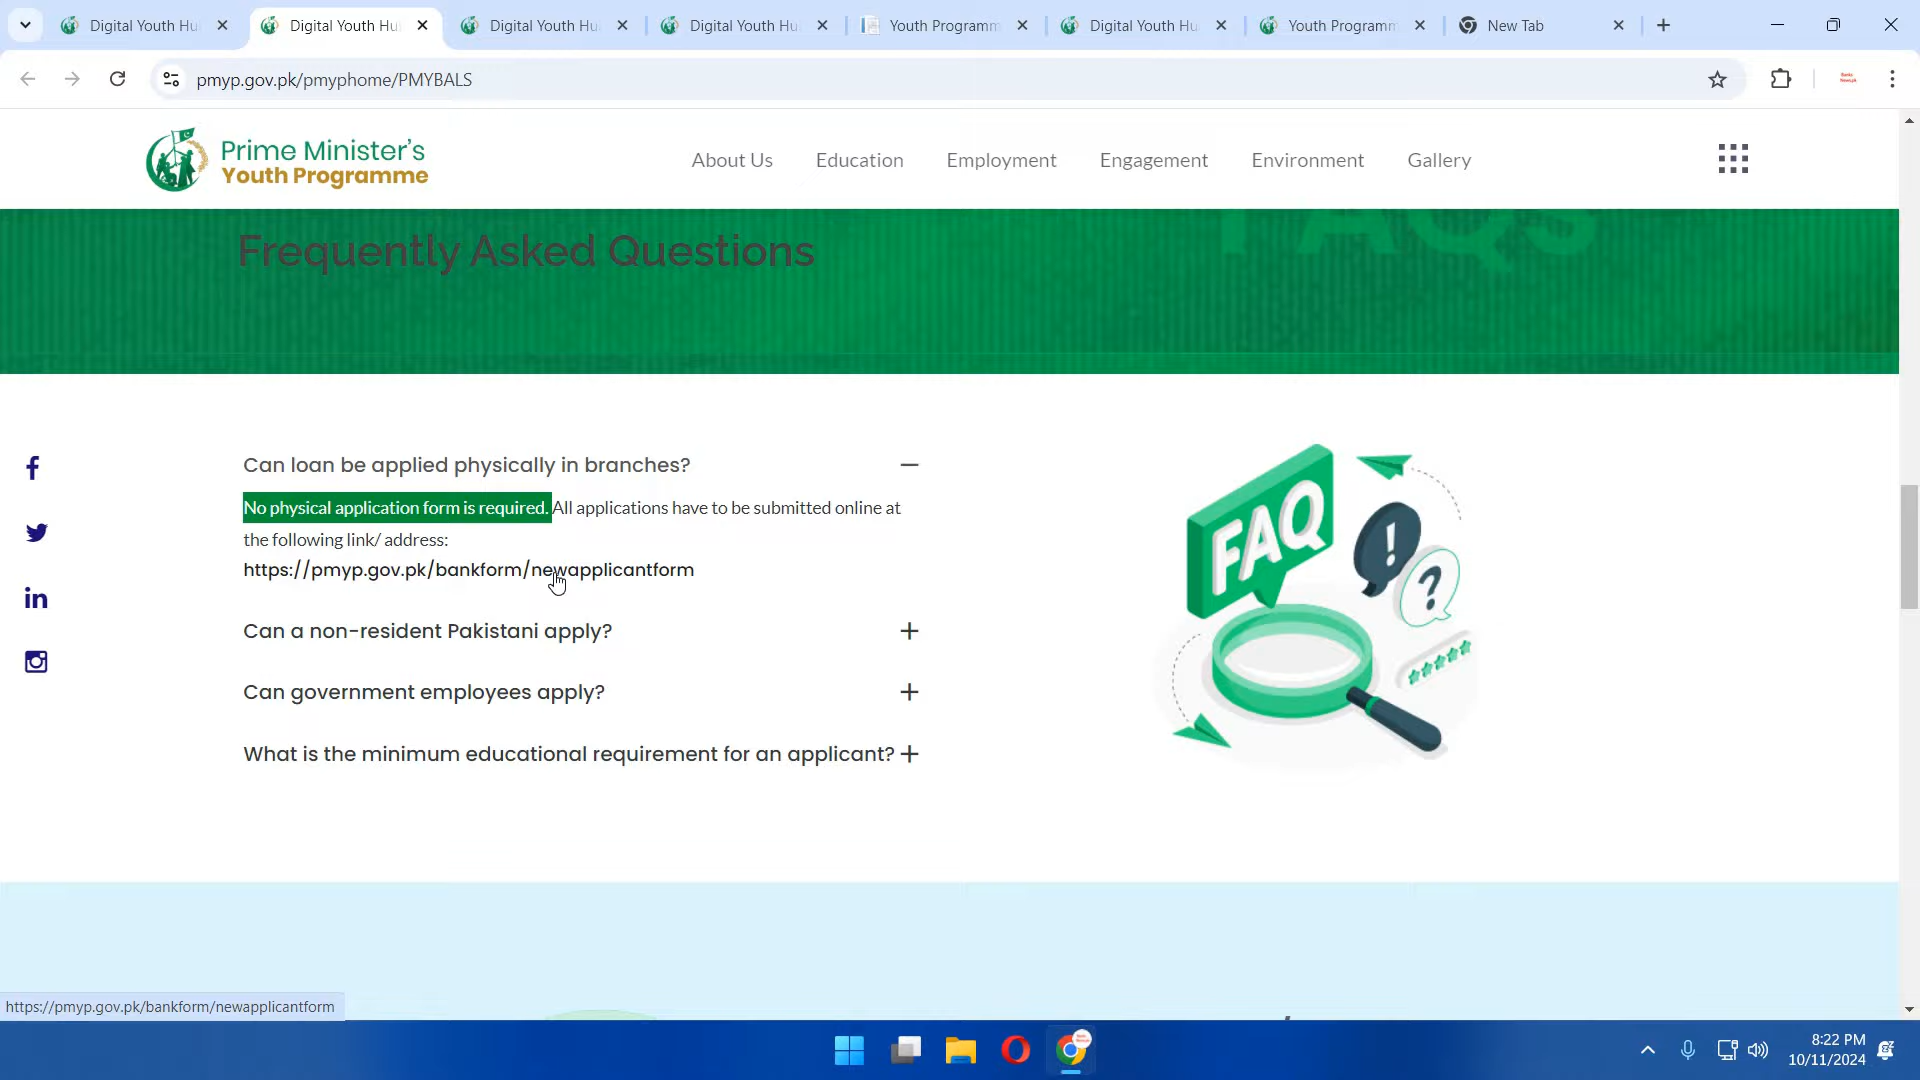 Digital Youth Hu
Digital Youth Hu
Digital Youth Hu
Digital Youth Hu
Youth Programm
Digital Youth Hu
Youth Programm
New Tab
pmyp.gov.pk/pmyphome/PMYBALS
Prime Minister's
Youth Programme
About Us
Education
Employment
Engagement
Environment
Gallery
FAQS
Frequently Asked Questions
Can loan be applied physically in branches?
No physical application form is required. All applications have to be submitted online at
the following link/ address:
https://pmyp.gov.pk/bankform/newapplicantform
Can a non-resident Pakistani apply?
Can government employees apply?
What is the minimum educational requirement for an applicant?
FAQ
https://pmyp.gov.pk/bankform/newapplicantform
8:22 PM
10/11/2024